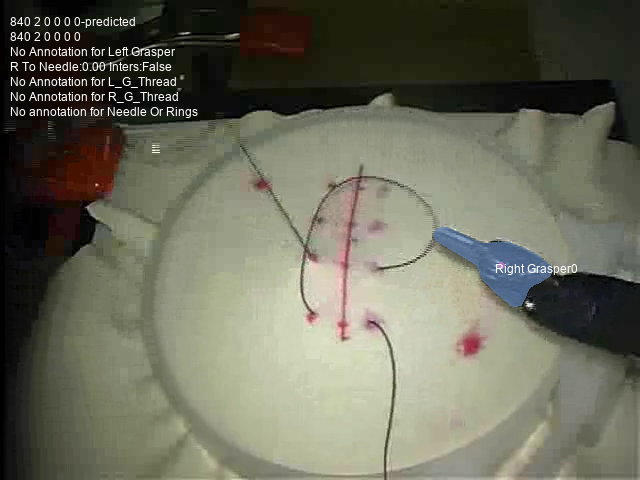 840 2 0 0 0 0-predicted
840 2 0 0 0 0
No Annotation for Left Grasper
R To Needle:0.00 Inters:False
No Annotation for L_G_Thread
No Annotation for R_G_Thread
No annotation for Needle Or Rings
Right Grasper0